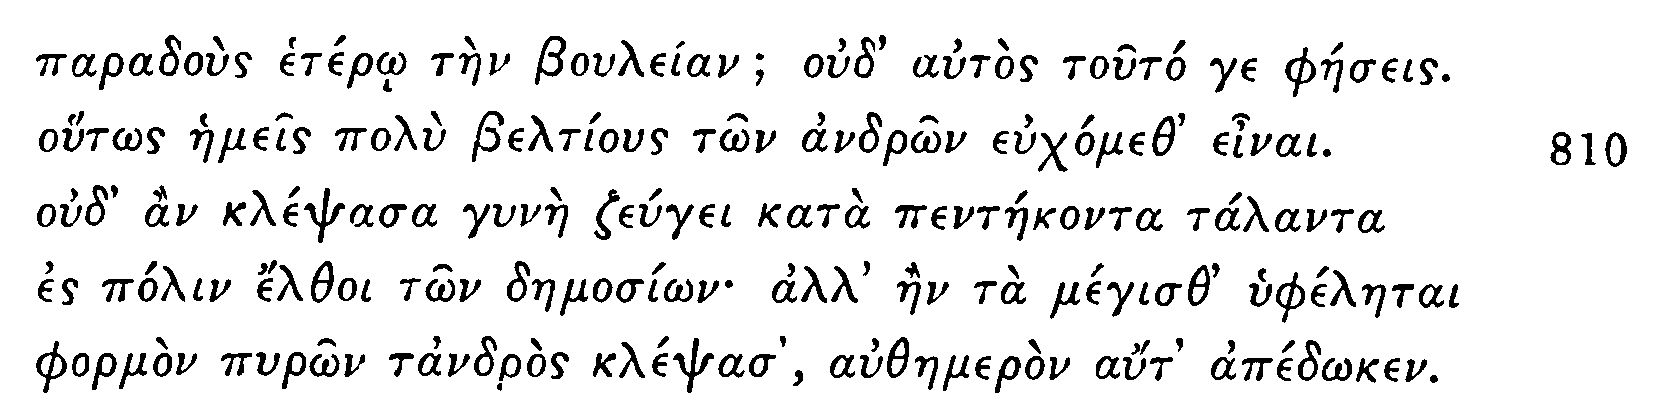 παραδοὺς ἑτέρῳ τὴν βουλείαν; οὐδ’ αὐτὸς τοῦτό γε φήσεις.
οὕτως ἡμεῖς πολὺ βελτίους τῶν ἀνδρῶν εὐχόμεθ’ εἶναι. 810
οὐδ’ ἂν κλέψασα γυνὴ ζεύγει κατὰ πεντήκοντα τάλαντα
ἐς πόλιν ἔλθοι τῶν δημοσίων· ἀλλ’ ἢν τὰ μέγισθ’ ὑφέληται
φορμὸν πυρῶν τἀνδρὸς κλέψασ’, αὐθημερὸν αὔτ’ ἀπέδωκεν.